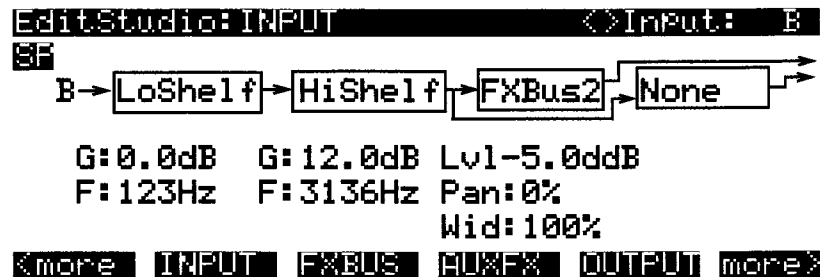 EditStudio:INPUT <>Input: B
SP
B→LoShelf→HiShelf→FXBus2→None
G:0.0dB G:12.0dB Lvl-5.0ddB
F:123Hz F:3136Hz Pan:0%
Wid:100%
<more INPUT FXBUS AUXFX OUTPUT more>